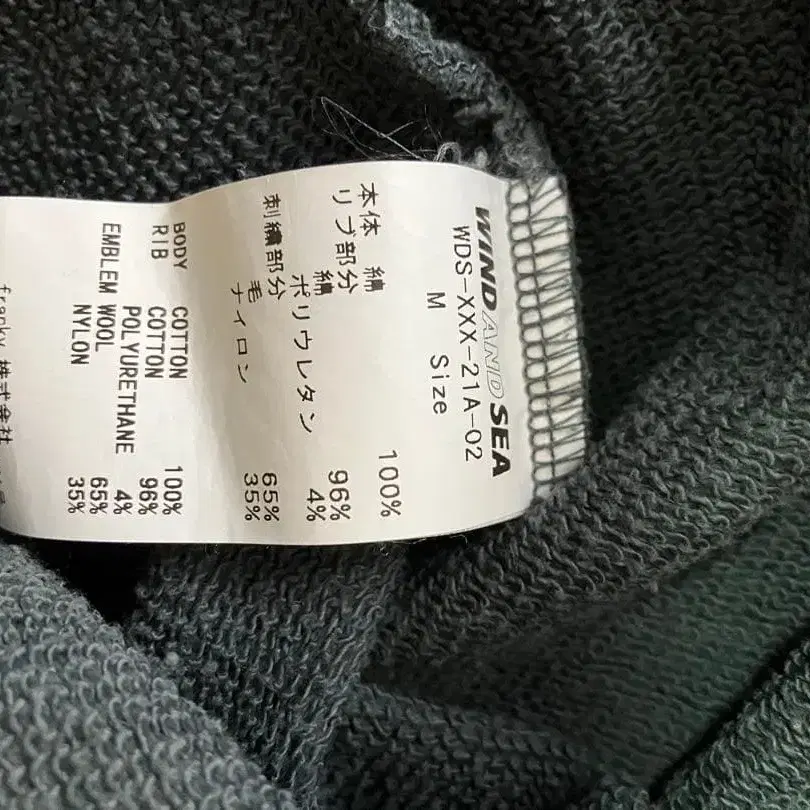 WIND AND SEA
WDS-XXX-21A-02
M Size
本体 綿 100%
リブ部分 綿 96%
ポリウレタン 4%
刺繍部分 毛 65%
ナイロン 35%
BODY COTTON 100%
RIB COTTON 96%
POLYURETHANE 4%
EMBLEM WOOL 65%
NYLON 35%
franky 株式会社